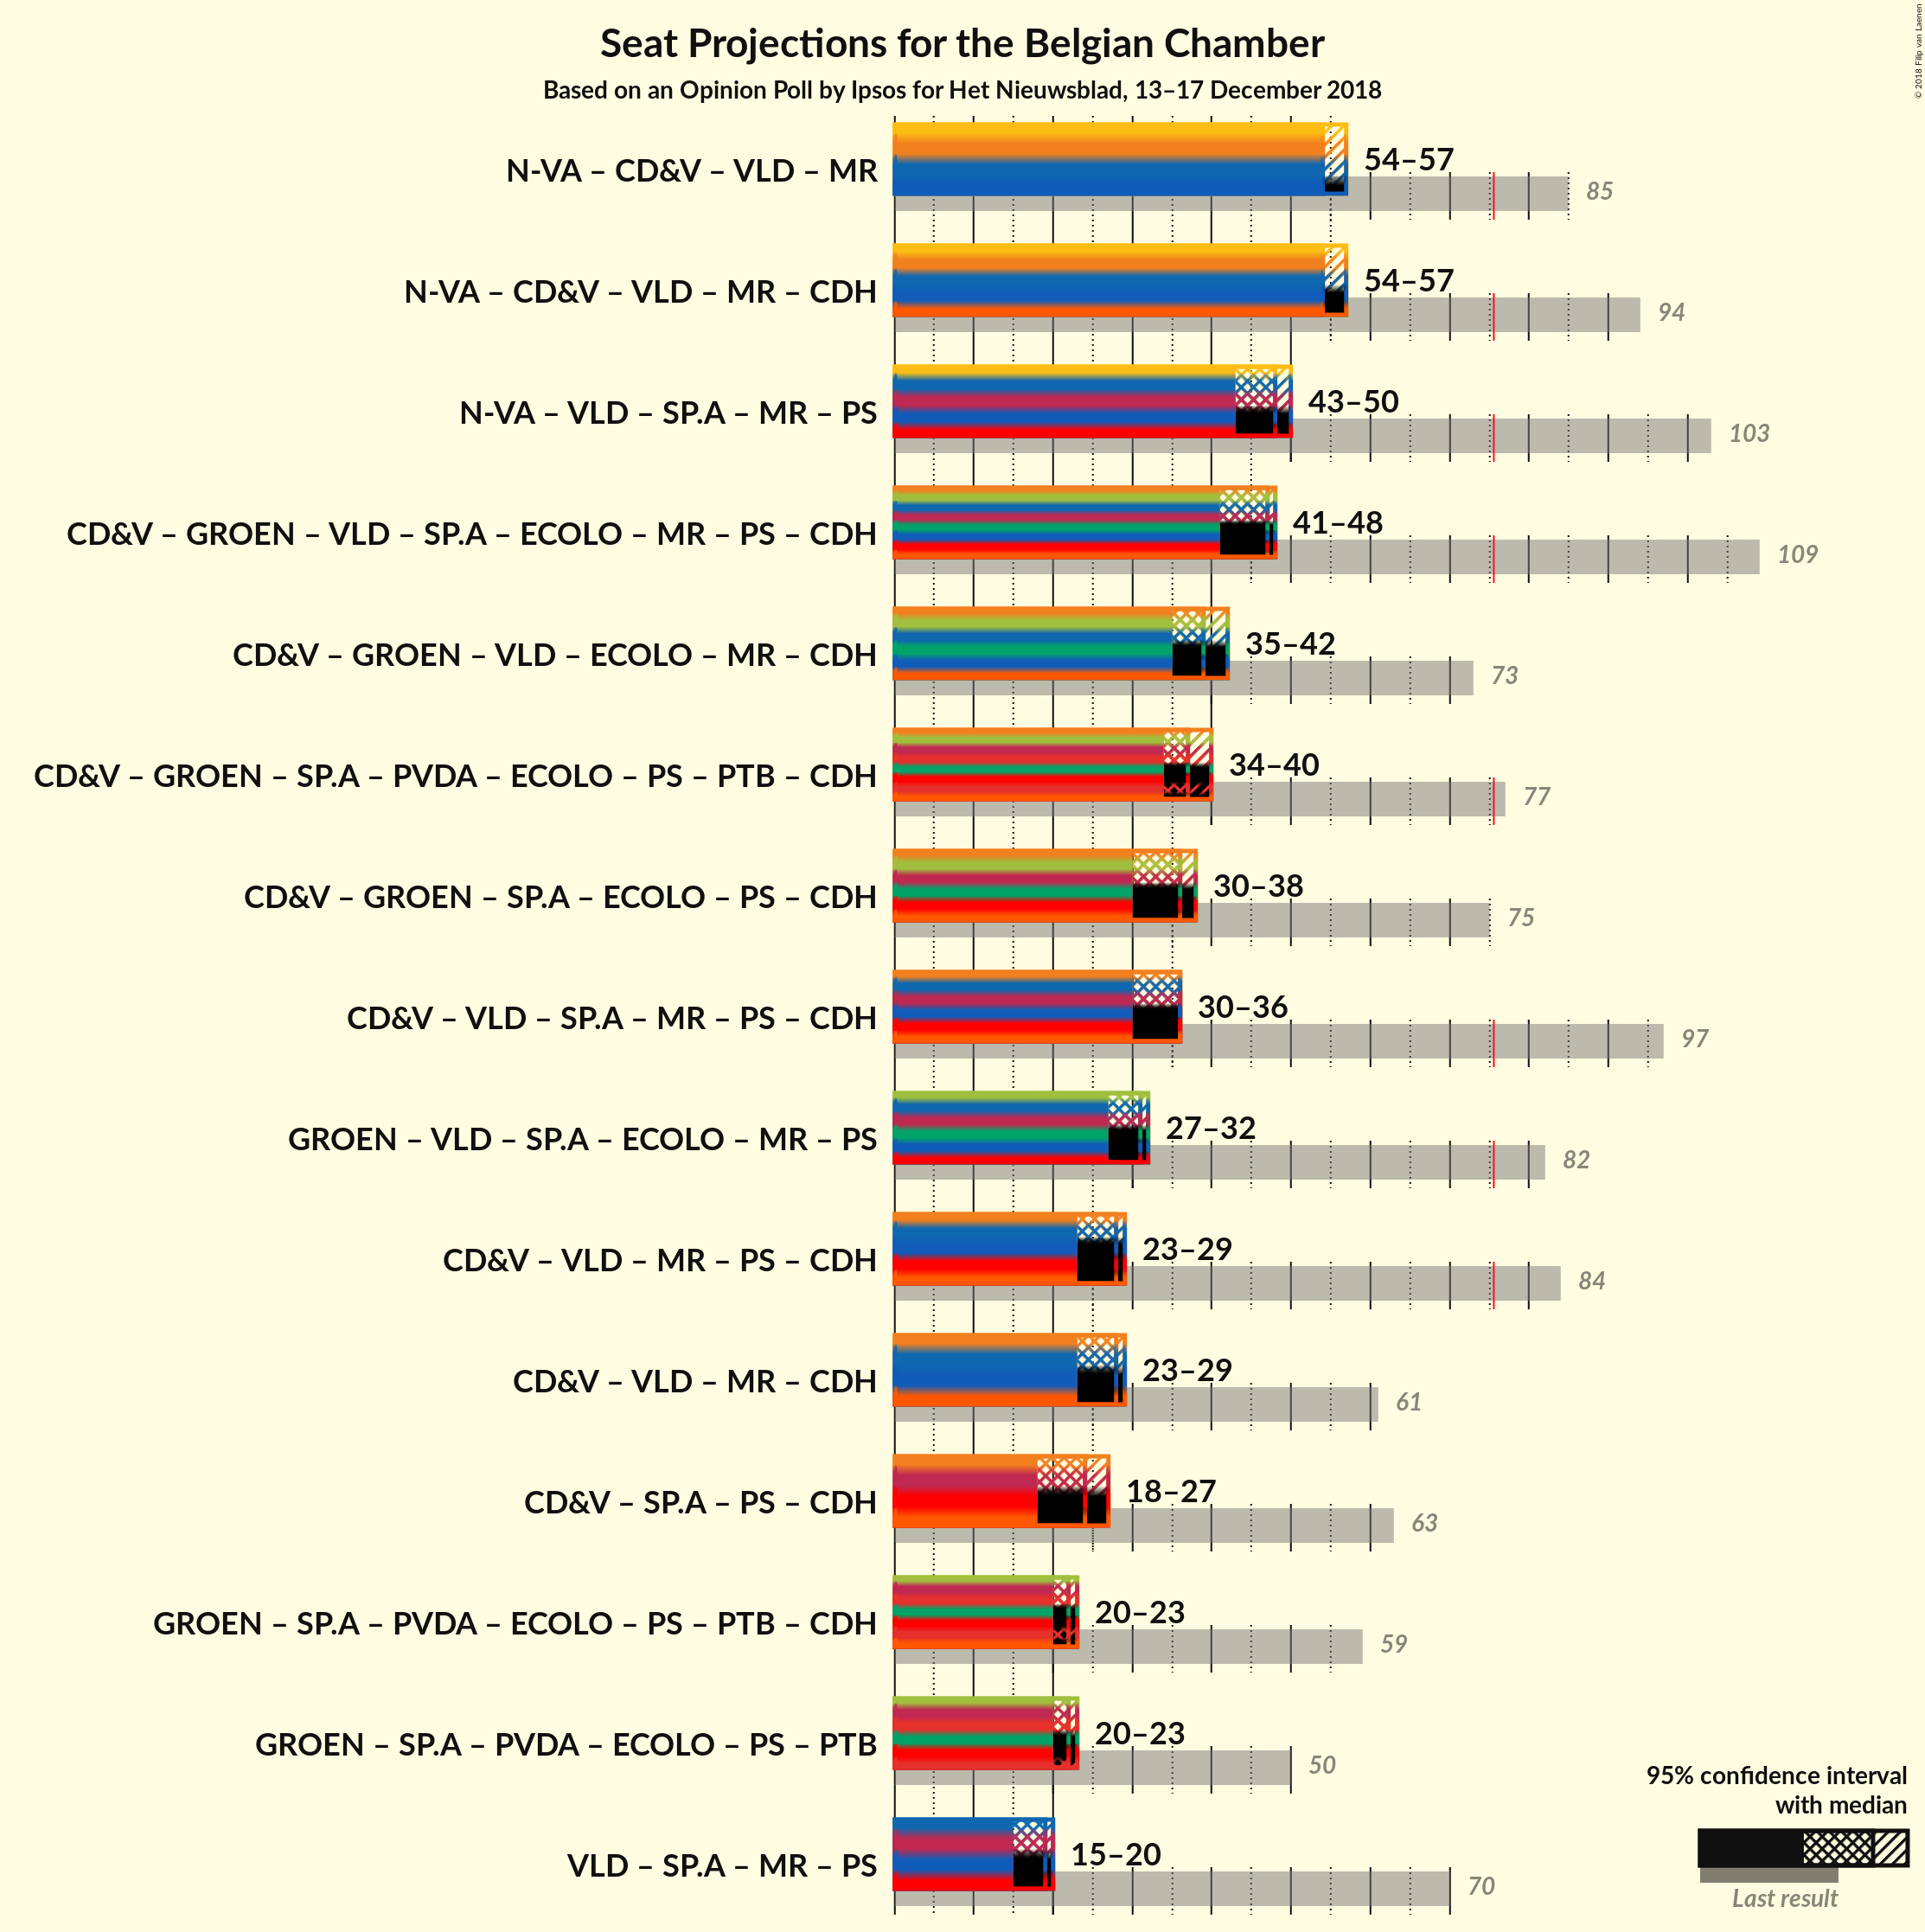 Seat Projections for the Belgian Chamber
Based on an Opinion Poll by Ipsos for Het Nieuwsblad, 13–17 December 2018
© 2018 Filip van Laenen
N-VA – CD&V – VLD – MR
54–57
85
N-VA – CD&V – VLD – MR – CDH
54–57
94
N-VA – VLD – SP.A – MR – PS
43–50
103
CD&V – GROEN – VLD – SP.A – ECOLO – MR – PS – CDH
41–48
109
CD&V – GROEN – VLD – ECOLO – MR – CDH
35–42
73
CD&V – GROEN – SP.A – PVDA – ECOLO – PS – PTB – CDH
34–40
77
CD&V – GROEN – SP.A – ECOLO – PS – CDH
30–38
75
CD&V – VLD – SP.A – MR – PS – CDH
30–36
97
GROEN – VLD – SP.A – ECOLO – MR – PS
27–32
82
CD&V – VLD – MR – PS – CDH
23–29
84
CD&V – VLD – MR – CDH
23–29
61
CD&V – SP.A – PS – CDH
18–27
63
GROEN – SP.A – PVDA – ECOLO – PS – PTB – CDH
20–23
59
GROEN – SP.A – PVDA – ECOLO – PS – PTB
20–23
50
VLD – SP.A – MR – PS
15–20
70
95% confidence interval
with median
Last result